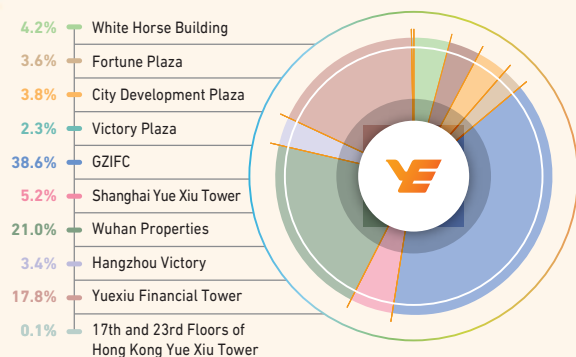 4.2% White Horse Building
3.6% Fortune Plaza
3.8% City Development Plaza
2.3% Victory Plaza
38.6% GZIFC
5.2% Shanghai Yue Xiu Tower
21.0% Wuhan Properties
3.4% Hangzhou Victory
17.8% Yuexiu Financial Tower
0.1% 17th and 23rd Floors of
Hong Kong Yue Xiu Tower